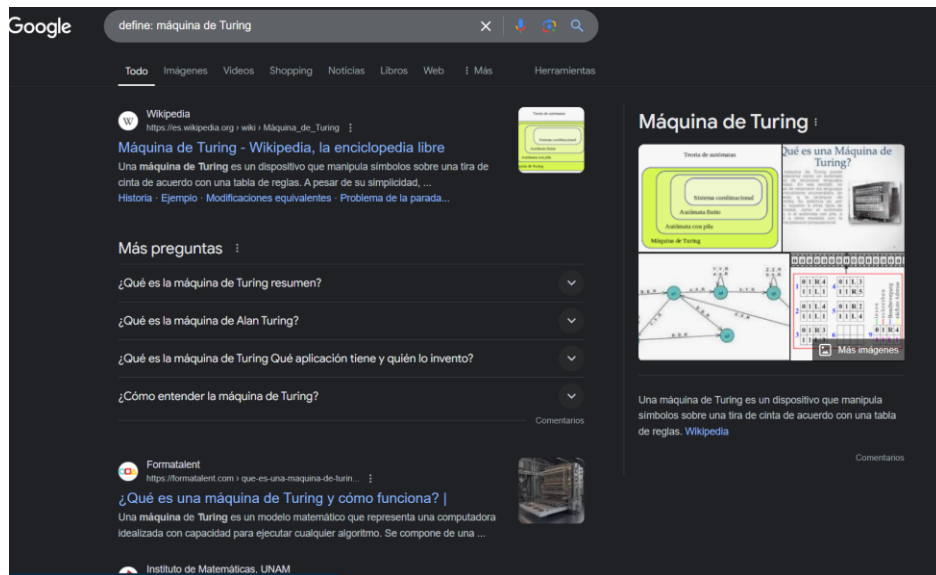 Google
define: máquina de Turing
Todo Imágenes Videos Shopping Noticias Libros Web Más Herramientas
Wikipedia
https://es.wikipedia.org › wiki › Máquina_de_Turing
Máquina de Turing - Wikipedia, la enciclopedia libre
Una máquina de Turing es un dispositivo que manipula símbolos sobre una tira de
cinta de acuerdo con una tabla de reglas. A pesar de su simplicidad, ...
Historia · Ejemplo · Modificaciones equivalentes · Problema de la parada...
Más preguntas
¿Qué es la máquina de Turing resumen?
¿Qué es la máquina de Alan Turing?
¿Qué es la máquina de Turing Qué aplicación tiene y quién lo invento?
¿Cómo entender la máquina de Turing?
Comentarios
Formatalent
https://formatalent.com › que-es-una-maquina-de-turin...
¿Qué es una máquina de Turing y cómo funciona? |
Una máquina de Turing es un modelo matemático que representa una computadora
idealizada con capacidad para ejecutar cualquier algoritmo. Se compone de una ...
Instituto de Matemáticas, UNAM
Máquina de Turing
Teoría de autómatas
Sistema combinacional
Autómata finito
Autómata con pila
Máquina de Turing
Qué es una Máquina de
Turing?
Más imágenes
Una máquina de Turing es un dispositivo que manipula
símbolos sobre una tira de cinta de acuerdo con una tabla
de reglas. Wikipedia
Comentarios